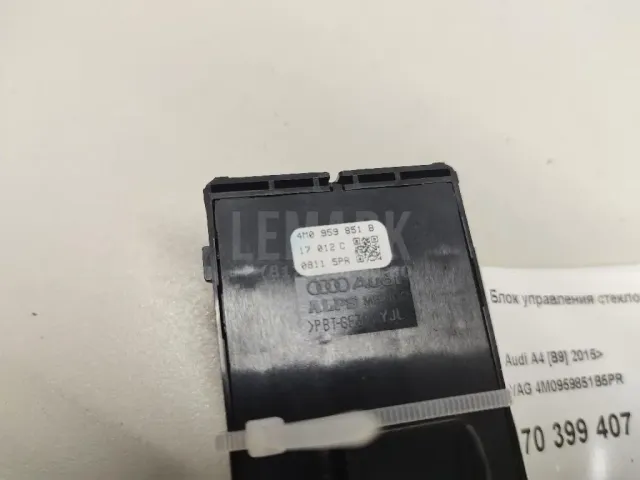 LEMARK
4M0 959 851 B
17 012 C
0811 5PR
Audi
ALPS
YJL
Блок управления стекло
Audi A4 [B9] 2015>
VAG 4M0959851B5PR
70 399 407